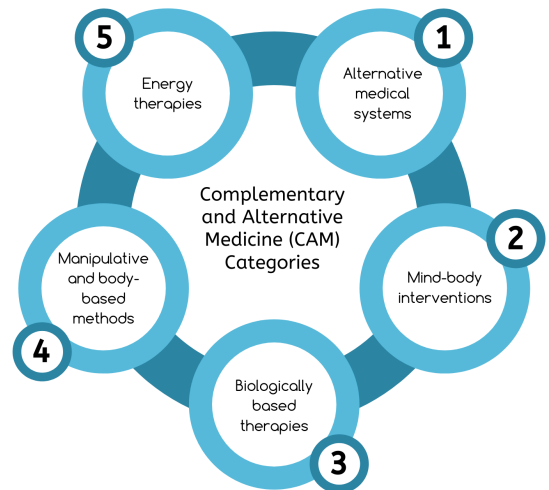 Complementary
and Alternative
Medicine (CAM)
Categories
1
Alternative
medical
systems
2
Mind-body
interventions
3
Biologically
based
therapies
4
Manipulative
and body-
based
methods
5
Energy
therapies